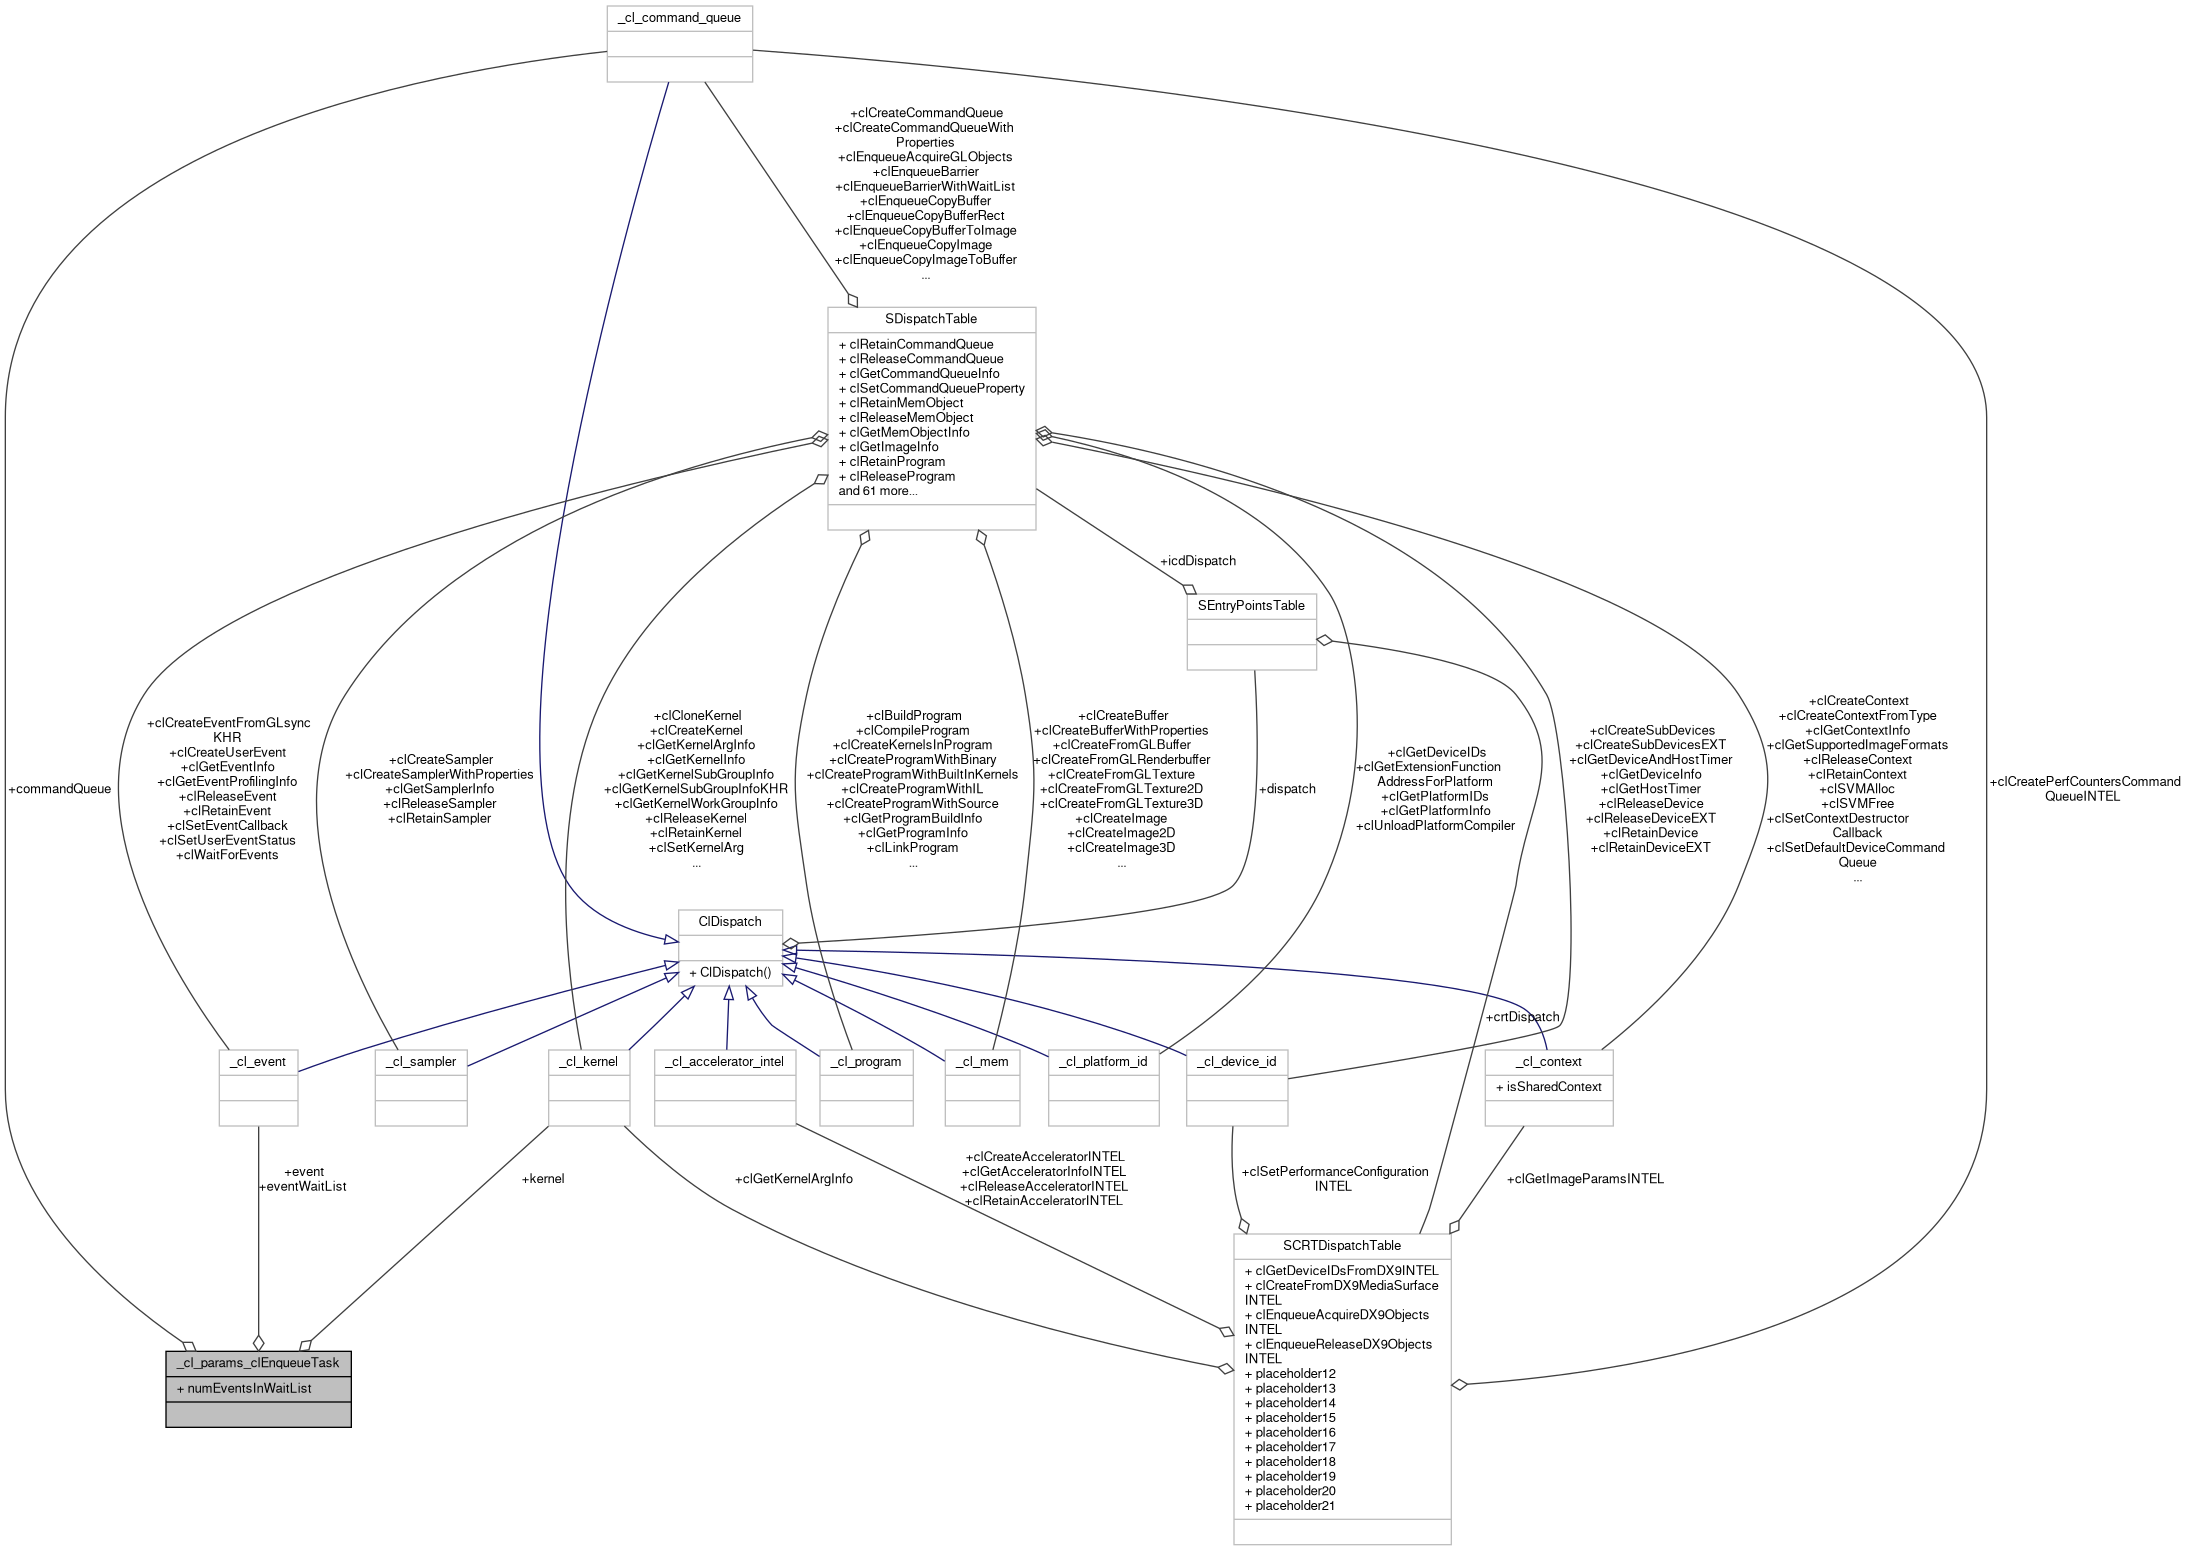 _cl_command_queue
+clCreateCommandQueue
+clCreateCommandQueueWith
Properties
+clEnqueueAcquireGLObjects
+clEnqueueBarrier
+clEnqueueBarrierWithWaitList
+clEnqueueCopyBuffer
+clEnqueueCopyBufferRect
+clEnqueueCopyBufferToImage
+clEnqueueCopyImage
+clEnqueueCopyImageToBuffer
...
SDispatchTable
+ clRetainCommandQueue
+ clReleaseCommandQueue
+ clGetCommandQueueInfo
+ clSetCommandQueueProperty
+ clRetainMemObject
+ clReleaseMemObject
+ clGetMemObjectInfo
+ clGetImageInfo
+ clRetainProgram
+ clReleaseProgram
and 61 more...
+icdDispatch
SEntryPointsTable
+commandQueue
+clCreateEventFromGLsync
KHR
+clCreateUserEvent
+clGetEventInfo
+clGetEventProfilingInfo
+clReleaseEvent
+clRetainEvent
+clSetEventCallback
+clSetUserEventStatus
+clWaitForEvents
+clCreateSampler
+clCreateSamplerWithProperties
+clGetSamplerInfo
+clReleaseSampler
+clRetainSampler
+clCloneKernel
+clCreateKernel
+clGetKernelArgInfo
+clGetKernelInfo
+clGetKernelSubGroupInfo
+clGetKernelSubGroupInfoKHR
+clGetKernelWorkGroupInfo
+clReleaseKernel
+clRetainKernel
+clSetKernelArg
...
+clBuildProgram
+clCompileProgram
+clCreateKernelsInProgram
+clCreateProgramWithBinary
+clCreateProgramWithBuiltInKernels
+clCreateProgramWithIL
+clCreateProgramWithSource
+clGetProgramBuildInfo
+clGetProgramInfo
+clLinkProgram
...
+clCreateBuffer
+clCreateBufferWithProperties
+clCreateFromGLBuffer
+clCreateFromGLRenderbuffer
+clCreateFromGLTexture
+clCreateFromGLTexture2D
+clCreateFromGLTexture3D
+clCreateImage
+clCreateImage2D
+clCreateImage3D
...
+dispatch
+clGetDeviceIDs
+clGetExtensionFunction
AddressForPlatform
+clGetPlatformIDs
+clGetPlatformInfo
+clUnloadPlatformCompiler
+clCreateSubDevices
+clCreateSubDevicesEXT
+clGetDeviceAndHostTimer
+clGetDeviceInfo
+clGetHostTimer
+clReleaseDevice
+clReleaseDeviceEXT
+clRetainDevice
+clRetainDeviceEXT
+clCreateContext
+clCreateContextFromType
+clGetContextInfo
+clGetSupportedImageFormats
+clReleaseContext
+clRetainContext
+clSVMAlloc
+clSVMFree
+clSetContextDestructor
Callback
+clSetDefaultDeviceCommand
Queue
...
+clCreatePerfCountersCommand
QueueINTEL
ClDispatch
+ ClDispatch()
+crtDispatch
_cl_event
_cl_sampler
_cl_kernel
_cl_accelerator_intel
_cl_program
_cl_mem
_cl_platform_id
_cl_device_id
_cl_context
+ isSharedContext
+event
+eventWaitList
+kernel
+clGetKernelArgInfo
+clCreateAcceleratorINTEL
+clGetAcceleratorInfoINTEL
+clReleaseAcceleratorINTEL
+clRetainAcceleratorINTEL
+clSetPerformanceConfiguration
INTEL
+clGetImageParamsINTEL
_cl_params_clEnqueueTask
+ numEventsInWaitList
SCRTDispatchTable
+ clGetDeviceIDsFromDX9INTEL
+ clCreateFromDX9MediaSurface
INTEL
+ clEnqueueAcquireDX9Objects
INTEL
+ clEnqueueReleaseDX9Objects
INTEL
+ placeholder12
+ placeholder13
+ placeholder14
+ placeholder15
+ placeholder16
+ placeholder17
+ placeholder18
+ placeholder19
+ placeholder20
+ placeholder21